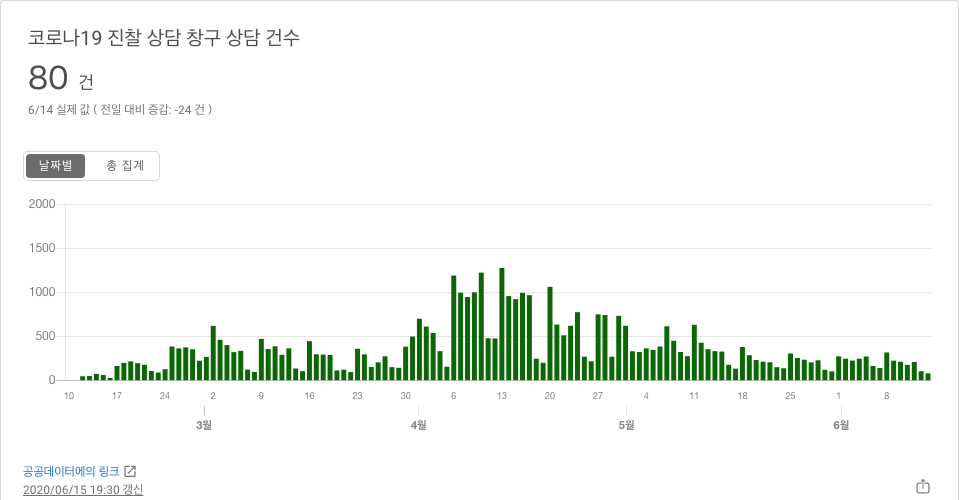 코로나19 진찰 상담 창구 상담 건수
80 건
6/14 실제 값 ( 전일 대비 증감: -24 건 )
날짜별 총 집계
2000
1500
1000
500
0
10 17 24 2 9 16 23 30 6 13 20 27 4 11 18 25 1 8
3월 4월 5월 6월
공공데이터에의 링크
2020/06/15 19:30 갱신